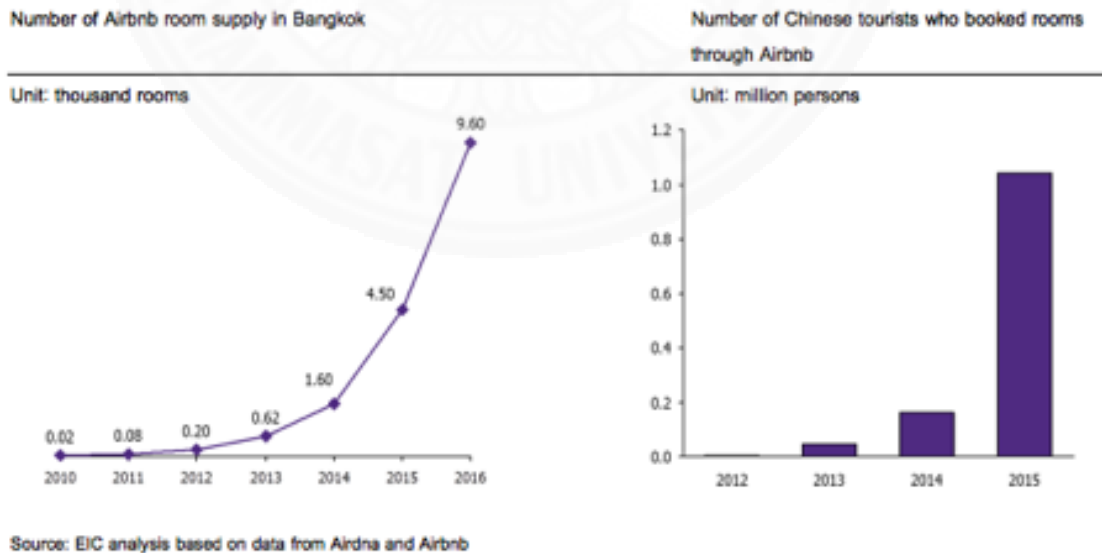 Number of Airbnb room supply in Bangkok
Number of Chinese tourists who booked rooms
through Airbnb
Unit: thousand rooms
Unit: million persons
9.60
4.50
1.60
0.62
0.20
0.08
0.02
2010 2011 2012 2013 2014 2015 2016
1.2
1.0
0.8
0.6
0.4
0.2
0.0
2012 2013 2014 2015
Source: EIC analysis based on data from Airdna and Airbnb